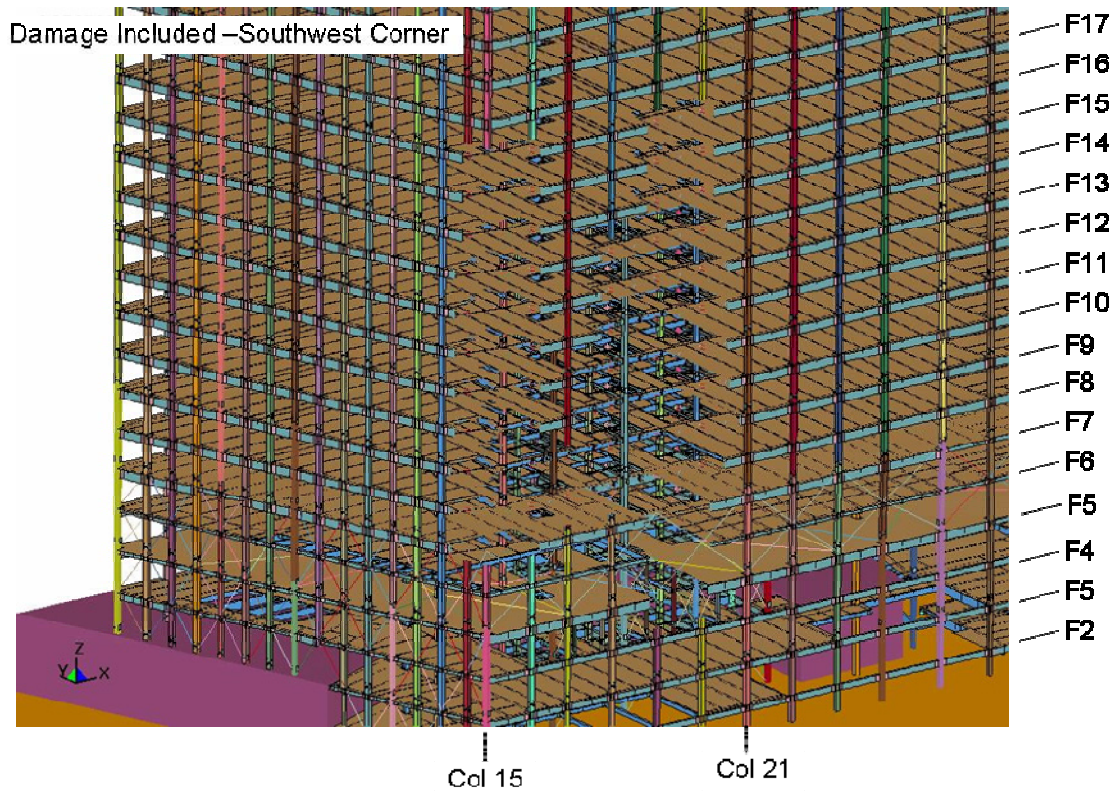 Damage Included –Southwest Corner
F17
F16
F15
F14
F13
F12
F11
F10
F9
F8
F7
F6
F5
F4
F5
F2
Z
Y
X
Col 15
Col 21